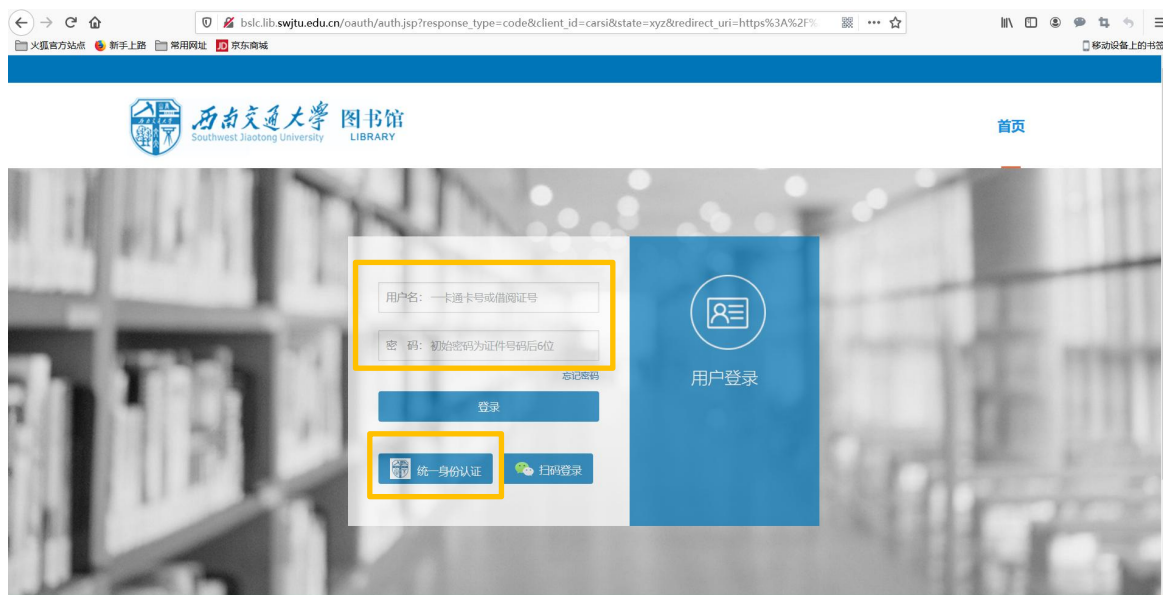 bslc.lib.swjtu.edu.cn/oauth/auth.jsp?response_type=code&client_id=carsi&state=xyz&redirect_uri=https%3A%2F%
火狐官方站点 新手上路 常用网址 JD 京东商城 移动设备上的书签
西南交通大学 图书馆
Southwest Jiaotong University LIBRARY
首页
用户名: 一卡通卡号或借阅证号
密 码: 初始密码为证件号码后6位
忘记密码
登录
统一身份认证 扫码登录
用户登录